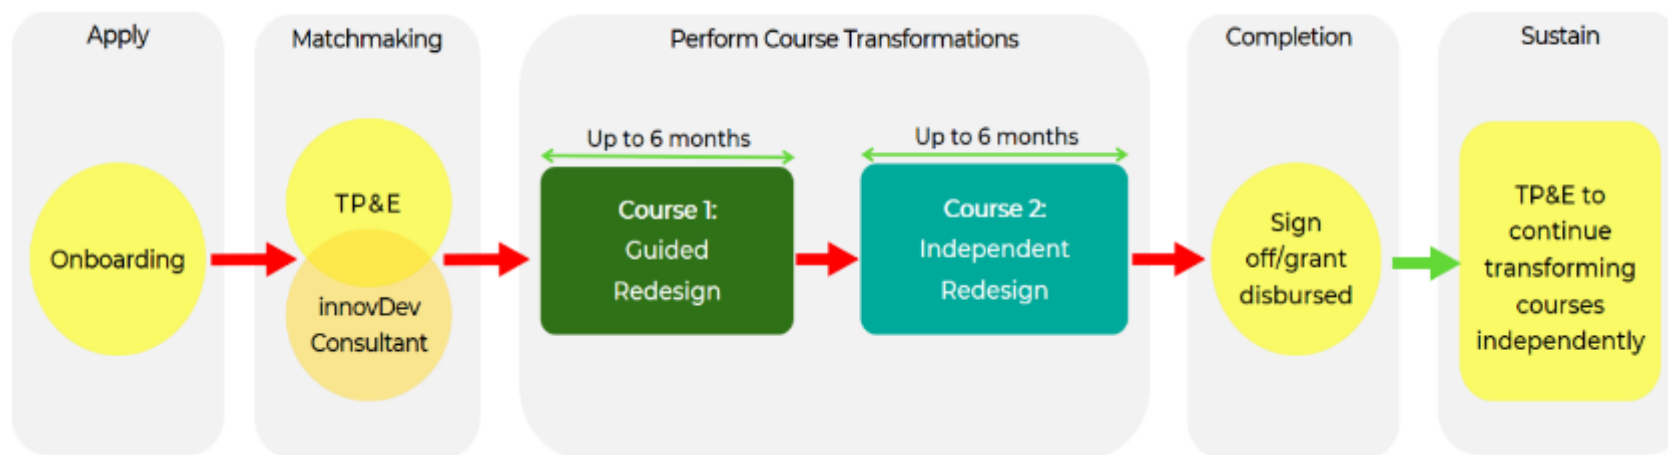 Apply
Onboarding
Matchmaking
TP&E
innovDev
Consultant
Perform Course Transformations
Up to 6 months
Course 1:
Guided
Redesign
Up to 6 months
Course 2:
Independent
Redesign
Completion
Sign
off/grant
disbursed
Sustain
TP&E to
continue
transforming
courses
independently